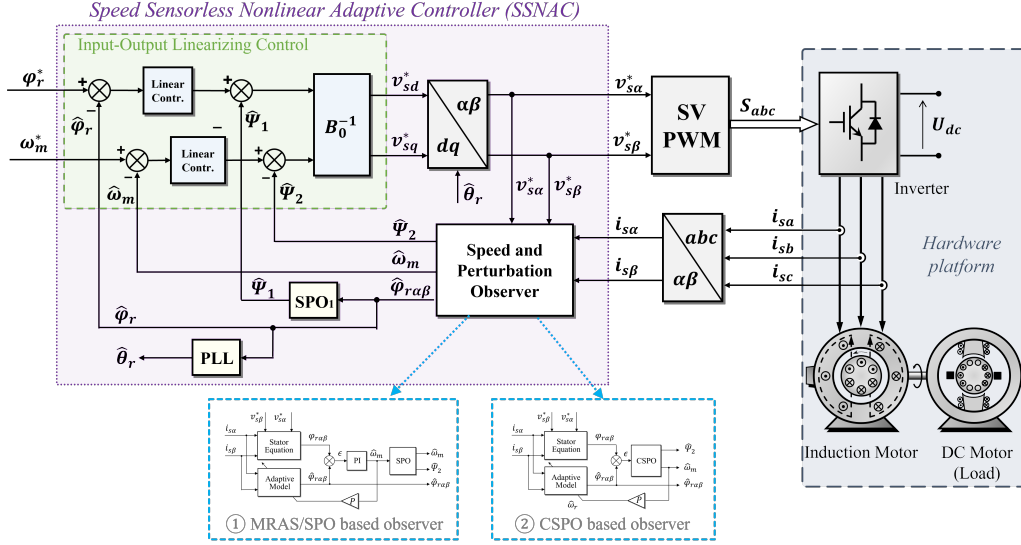 Speed Sensorless Nonlinear Adaptive Controller (SSNAC)
Input-Output Linearizing Control
φ*r
+
−
φ̂r
Linear
Contr.
+
−
Ψ̂1
ω*m
+
−
ω̂m
Linear
Contr.
+
−
Ψ̂2
B0⁻¹
v*sd
v*sq
αβ
dq
θ̂r
v*sα
v*sβ
v*sα
v*sβ
SV
PWM
Sabc
Udc
Inverter
Hardware
platform
isa
isb
isc
abc
αβ
isα
isβ
Speed and
Perturbation
Observer
Ψ̂2
ω̂m
φ̂rαβ
Ψ̂1
SPO1
φ̂r
PLL
θ̂r
Induction Motor
DC Motor
(Load)
v*sβ
v*sα
isα
isβ
Stator
Equation
φrαβ
ϵ
PI
ω̂m
SPO
ω̂m
Ψ̂2
Adaptive
Model
φ̂rαβ
φ̂rαβ
P
① MRAS/SPO based observer
v*sβ
v*sα
isα
isβ
Stator
Equation
φrαβ
ϵ
CSPO
Ψ̂2
ω̂m
Adaptive
Model
φ̂rαβ
φ̂rαβ
ω̂r
P
② CSPO based observer